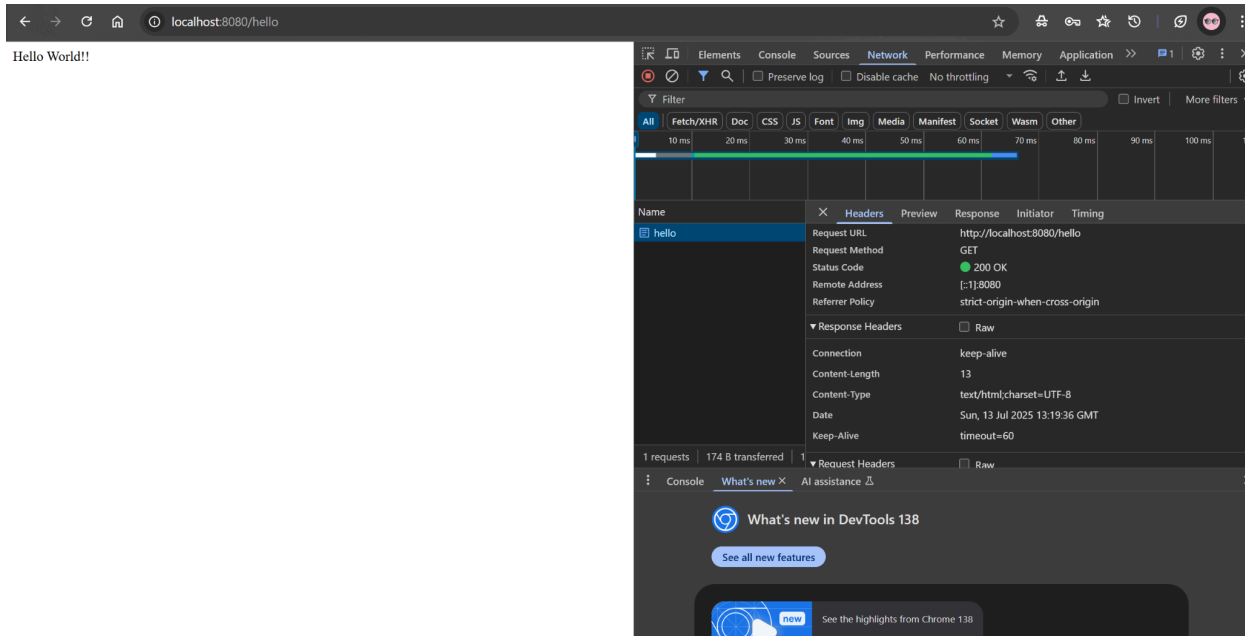 localhost:8080/hello
Hello World!!
Elements Console Sources Network Performance Memory Application 1
Preserve log Disable cache No throttling
Filter Invert More filters
All Fetch/XHR Doc CSS JS Font Img Media Manifest Socket Wasm Other
10 ms 20 ms 30 ms 40 ms 50 ms 60 ms 70 ms 80 ms 90 ms 100 ms
Name Headers Preview Response Initiator Timing
hello
Request URL http://localhost:8080/hello
Request Method GET
Status Code 200 OK
Remote Address [::1]:8080
Referrer Policy strict-origin-when-cross-origin
Response Headers Raw
Connection keep-alive
Content-Length 13
Content-Type text/html;charset=UTF-8
Date Sun, 13 Jul 2025 13:19:36 GMT
Keep-Alive timeout=60
1 requests 174 B transferred
Request Headers Raw
Console What's new AI assistance
What's new in DevTools 138
See all new features
new See the highlights from Chrome 138